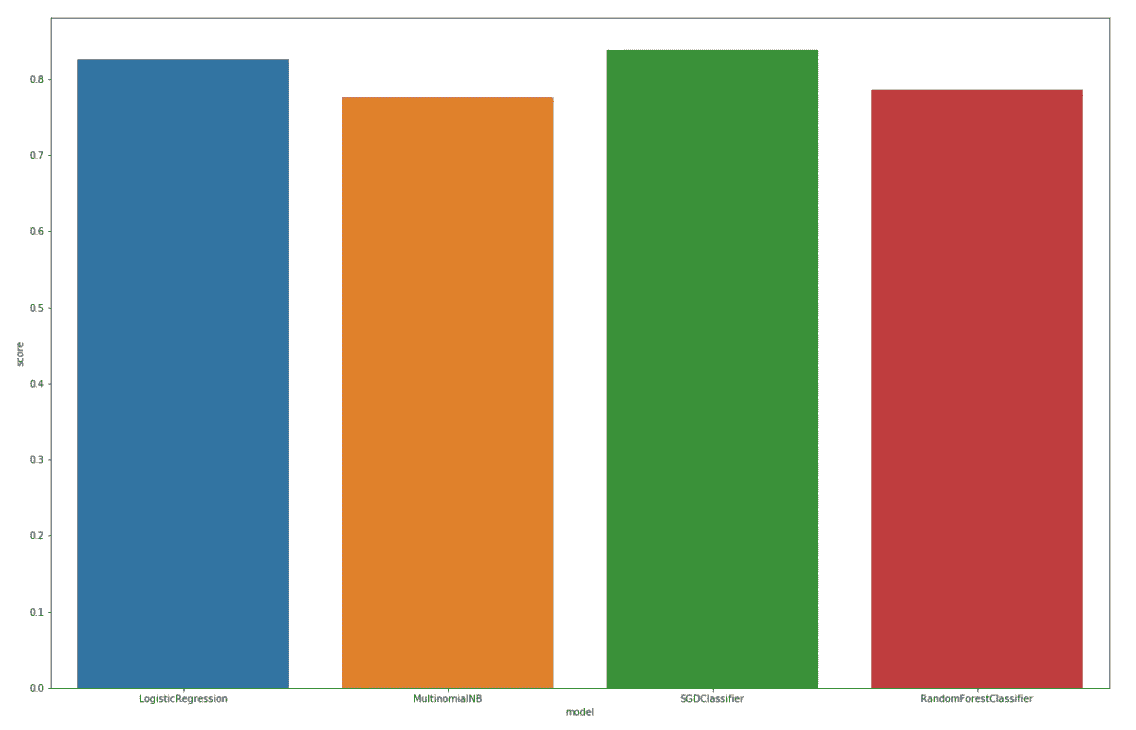 0.8
0.7
0.6
0.5
0.4
0.3
0.2
0.1
0.0
score
LogisticRegression
MultinomialNB
SGDClassifier
RandomForestClassifier
model